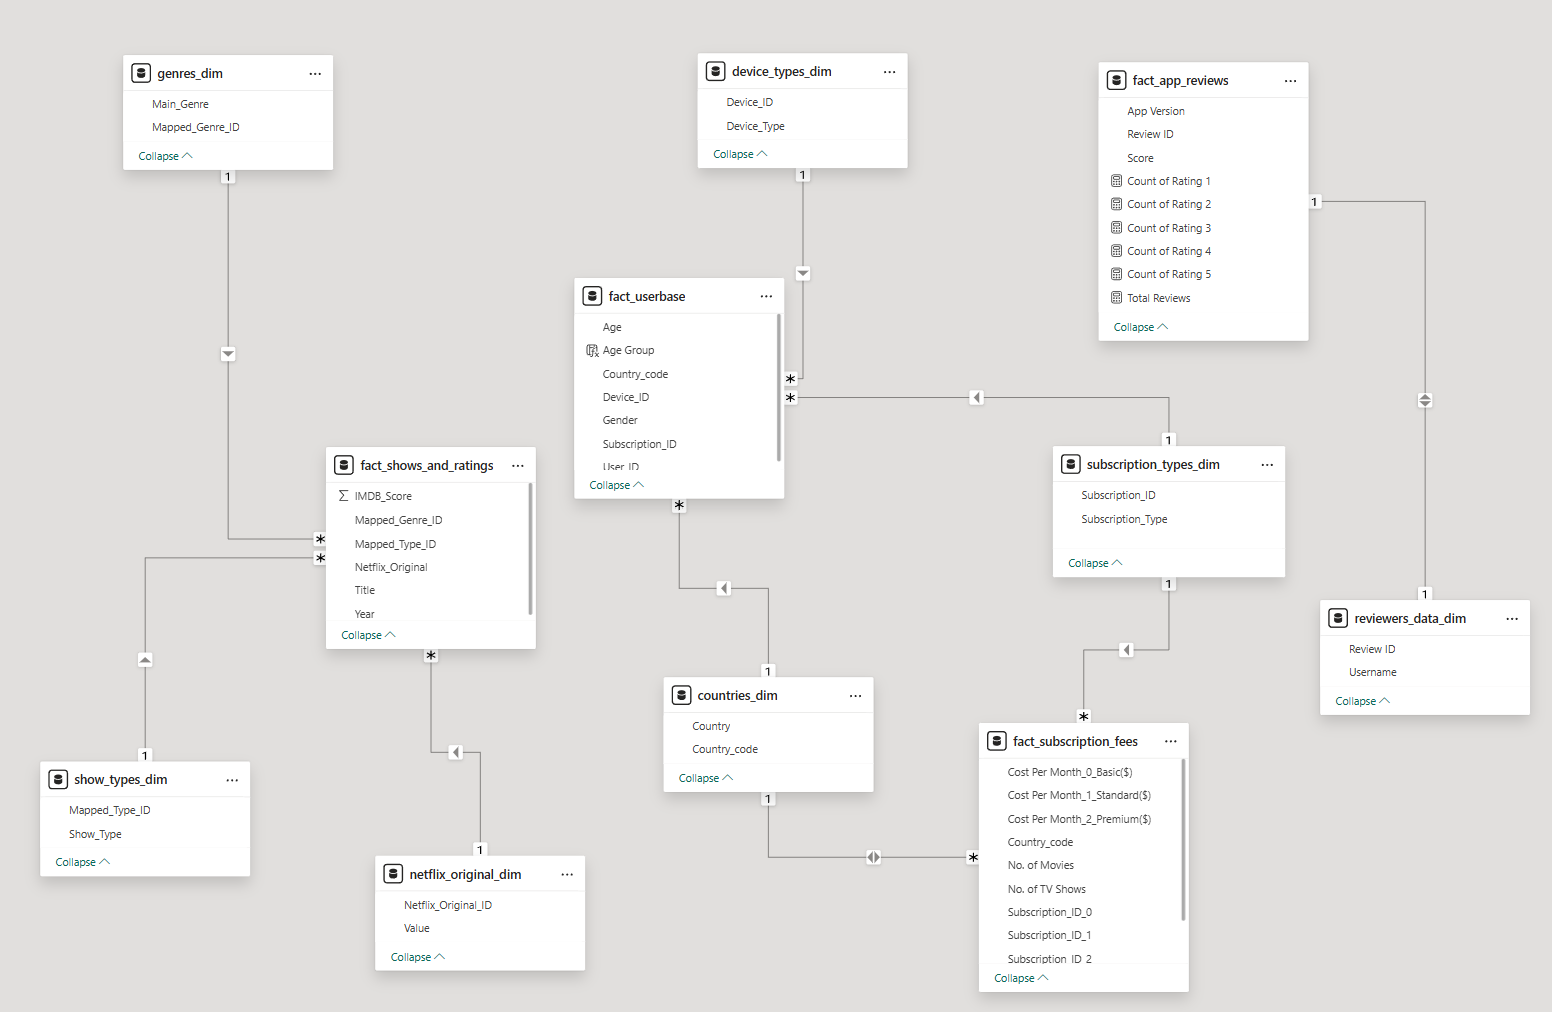 genres_dim
Main_Genre
Mapped_Genre_ID
Collapse
1
device_types_dim
Device_ID
Device_Type
Collapse
1
fact_app_reviews
App Version
Review ID
Score
Count of Rating 1
Count of Rating 2
Count of Rating 3
Count of Rating 4
Count of Rating 5
Total Reviews
Collapse
1
fact_userbase
Age
Age Group
Country_code
Device_ID
Gender
Subscription_ID
User_ID
Collapse
*
*
*
fact_shows_and_ratings
Σ IMDB_Score
Mapped_Genre_ID
Mapped_Type_ID
Netflix_Original
Title
Year
Collapse
*
*
*
1
subscription_types_dim
Subscription_ID
Subscription_Type
Collapse
1
1
reviewers_data_dim
Review ID
Username
Collapse
1
countries_dim
Country
Country_code
Collapse
1
*
fact_subscription_fees
Cost Per Month_0_Basic($)
Cost Per Month_1_Standard($)
Cost Per Month_2_Premium($)
Country_code
No. of Movies
No. of TV Shows
Subscription_ID_0
Subscription_ID_1
Subscription_ID_2
Collapse
*
1
show_types_dim
Mapped_Type_ID
Show_Type
Collapse
1
netflix_original_dim
Netflix_Original_ID
Value
Collapse